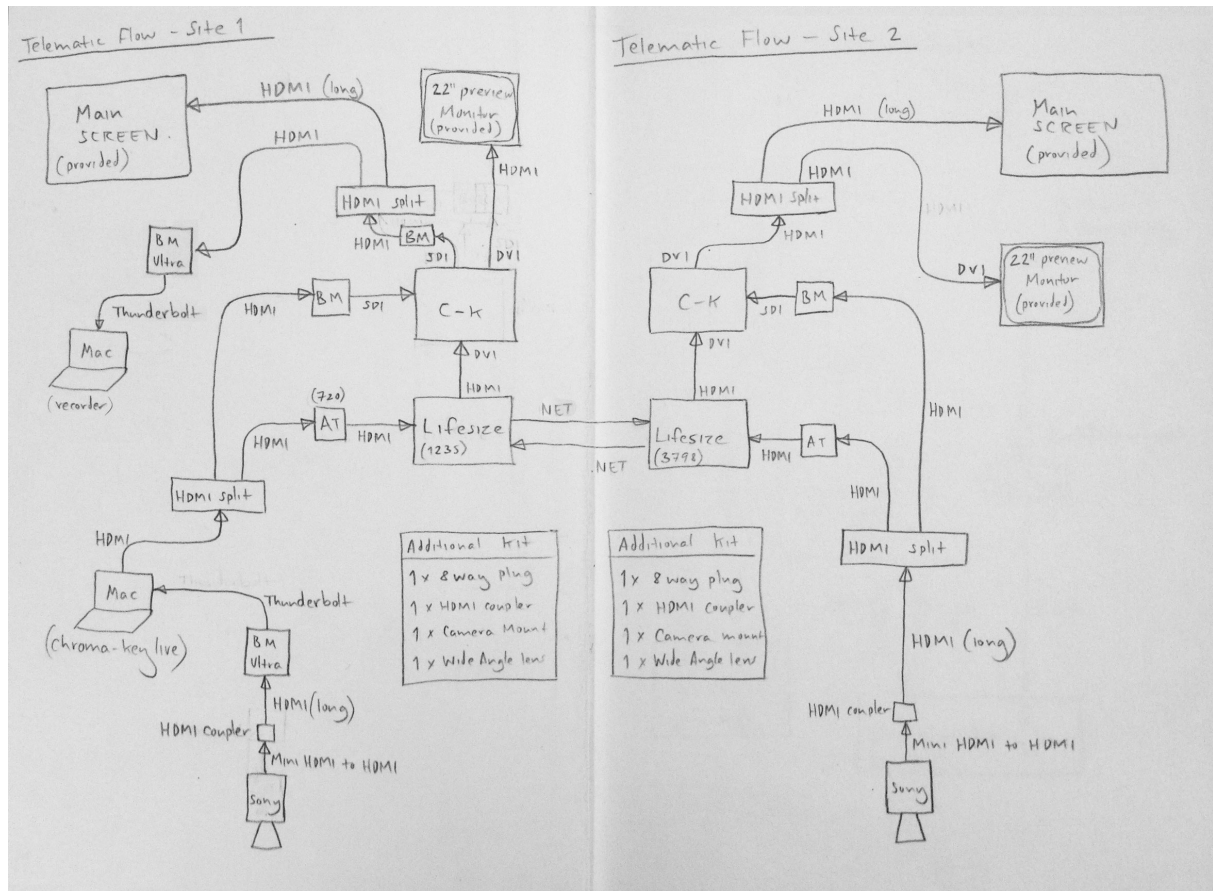 Telematic Flow - Site 1
HDMI (long)
22" preview
Monitor
(provided)
Main
SCREEN.
(provided)
HDMI
HDMI
HDMI split
BM
Ultra
HDMI
BM
SDI
DVI
Thunderbolt
HDMI
BM
SDI
C-K
Mac
(recorder)
DVI
HDMI
(720)
AT
HDMI
HDMI
Lifesize
(1235)
NET
NET
HDMI split
HDMI
Mac
(chroma-key live)
Thunderbolt
BM
Ultra
HDMI (long)
HDMI coupler
Mini HDMI to HDMI
Sony
Additional Kit
1 x 8 way plug
1 x HDMI coupler
1 x Camera Mount
1 x Wide Angle lens
Telematic Flow - Site 2
HDMI (long)
Main
SCREEN
(provided)
HDMI
HDMI split
HDMI
DVI
DVI
22" preview
Monitor
(provided)
C-K
SDI
BM
DVI
HDMI
HDMI
Lifesize
(3798)
HDMI
AT
HDMI
HDMI split
Additional Kit
1 x 8 way plug
1 x HDMI coupler
1 x Camera mount
1 x Wide Angle lens
HDMI (long)
HDMI coupler
Mini HDMI to HDMI
Sony